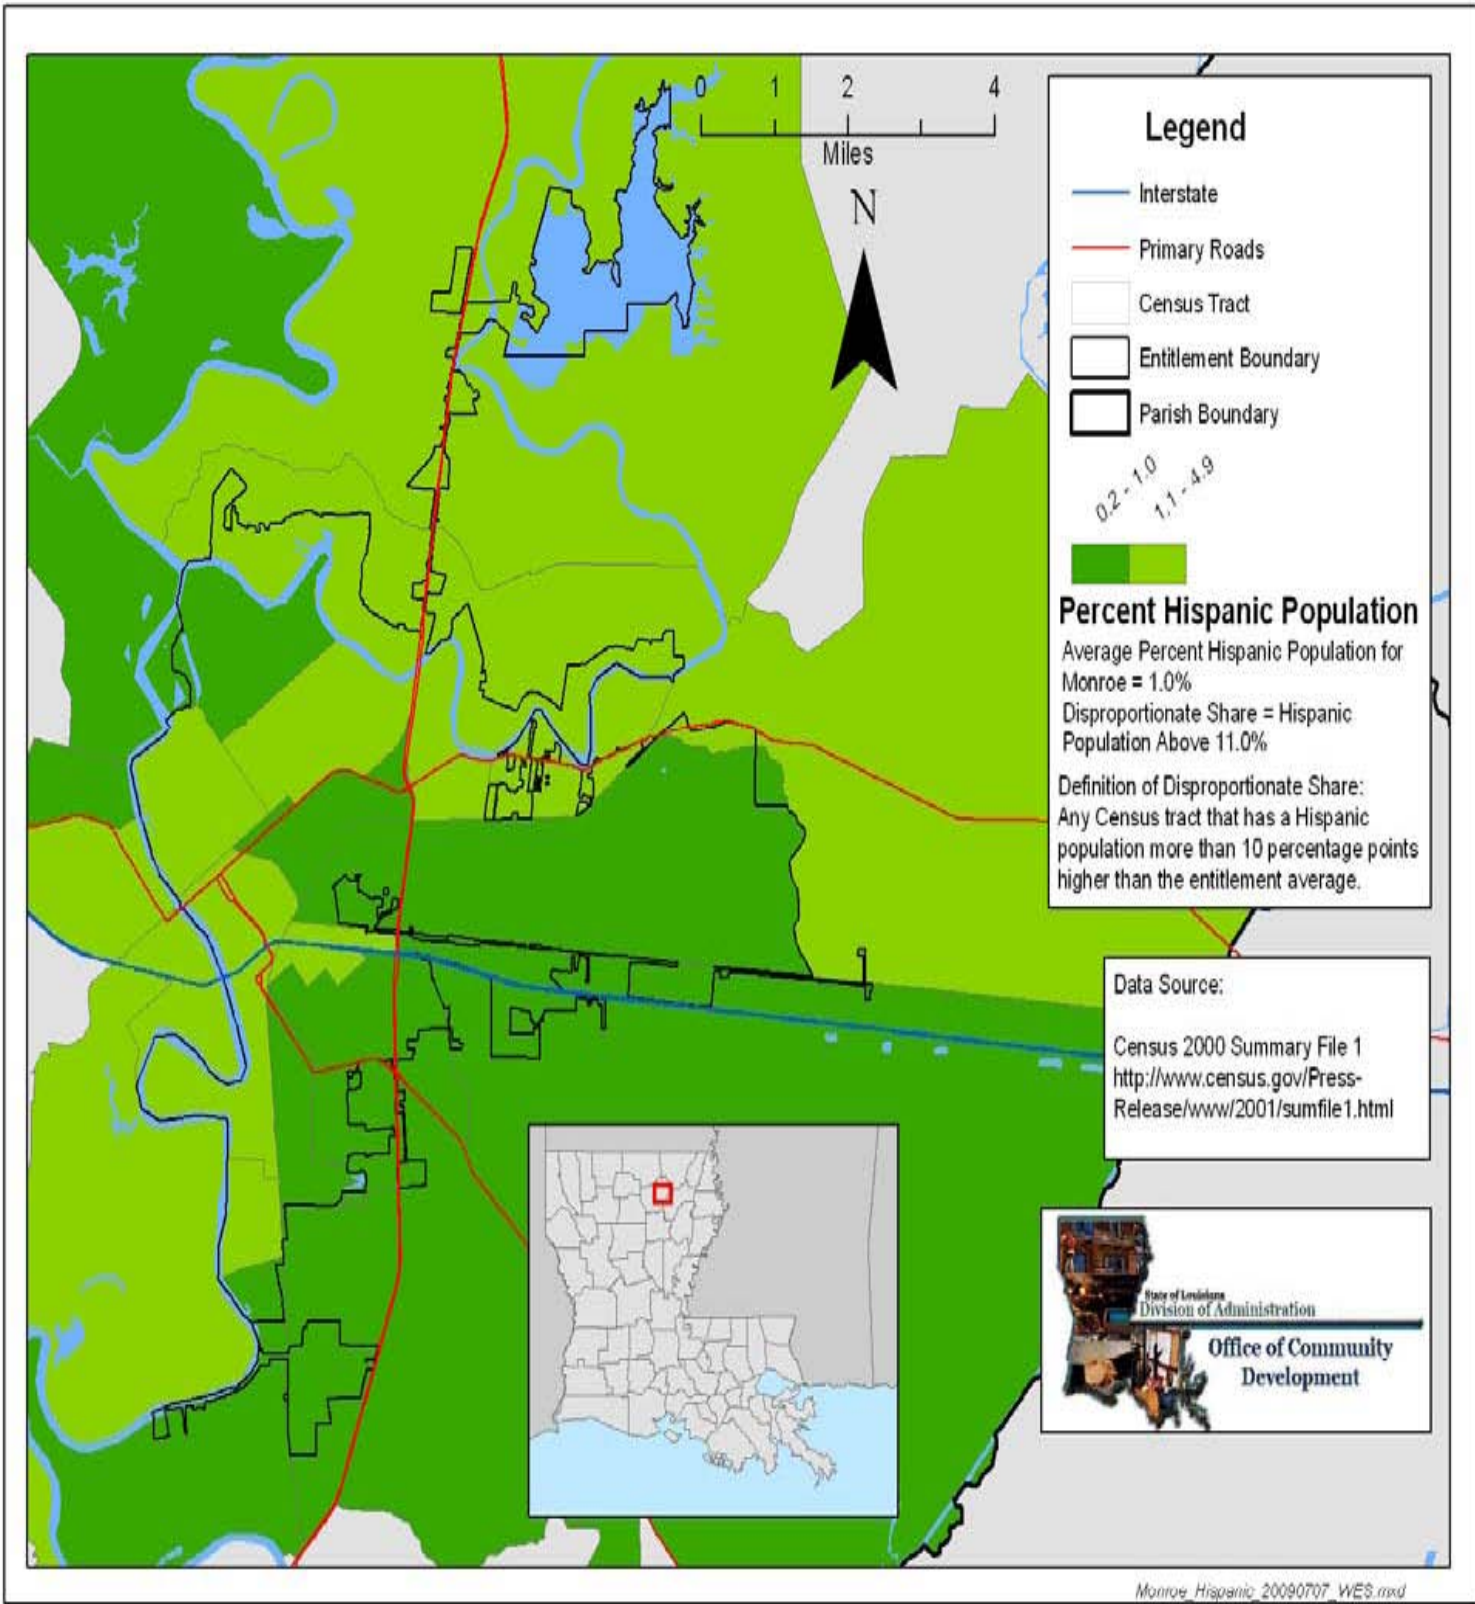 0 1 2 4
Miles
N
Legend
Interstate
Primary Roads
Census Tract
Entitlement Boundary
Parish Boundary
0.2 - 1.0
1.1 - 4.9
Percent Hispanic Population
Average Percent Hispanic Population for
Monroe = 1.0%
Disproportionate Share = Hispanic
Population Above 11.0%
Definition of Disproportionate Share:
Any Census tract that has a Hispanic
population more than 10 percentage points
higher than the entitlement average.
Data Source:
Census 2000 Summary File 1
http://www.census.gov/Press-
Release/www/2001/sumfile1.html
State of Louisiana
Division of Administration
Office of Community
Development
Monroe_Hispanic_20090707_WES.mxd